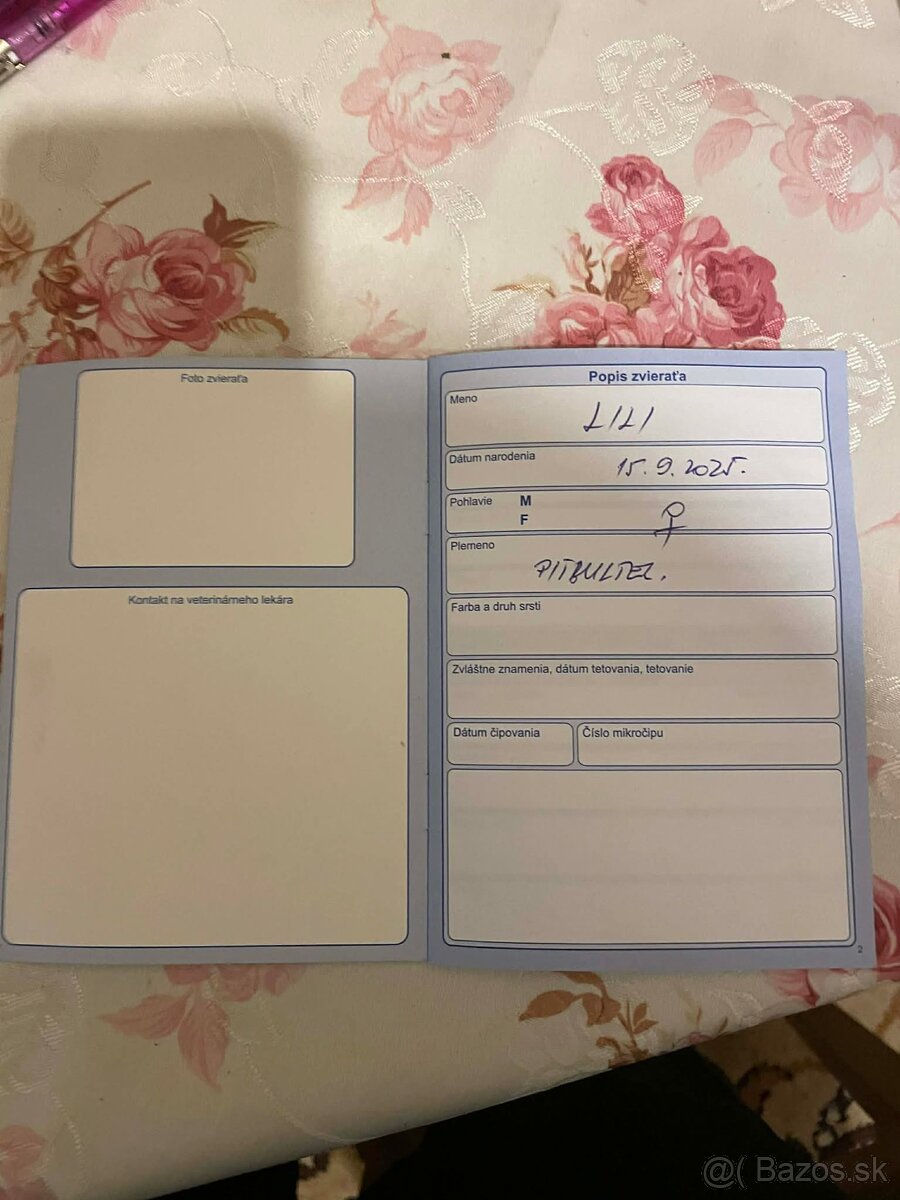 Foto zvieraťa
Kontakt na veterinárneho lekára
Popis zvieraťa
Meno
LILI
Dátum narodenia
15.9.2025.
Pohlavie M
F
♀
Plemeno
Farba a druh srsti
Zvláštne znamenia, dátum tetovania, tetovanie
Dátum čipovania
Číslo mikročipu
2
@( Bazos.sk